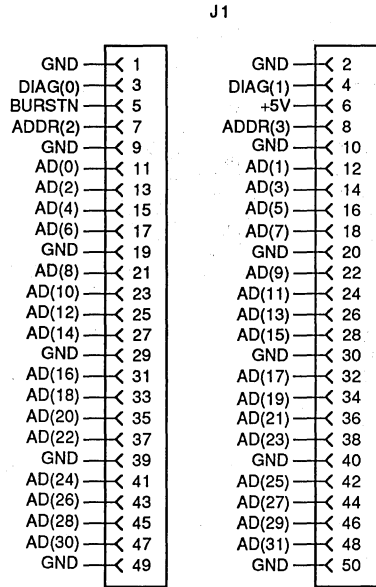 J1
GND 1 GND 2
DIAG(0) 3 DIAG(1) 4
BURSTN 5 +5V 6
ADDR(2) 7 ADDR(3) 8
GND 9 GND 10
AD(0) 11 AD(1) 12
AD(2) 13 AD(3) 14
AD(4) 15 AD(5) 16
AD(6) 17 AD(7) 18
GND 19 GND 20
AD(8) 21 AD(9) 22
AD(10) 23 AD(11) 24
AD(12) 25 AD(13) 26
AD(14) 27 AD(15) 28
GND 29 GND 30
AD(16) 31 AD(17) 32
AD(18) 33 AD(19) 34
AD(20) 35 AD(21) 36
AD(22) 37 AD(23) 38
GND 39 GND 40
AD(24) 41 AD(25) 42
AD(26) 43 AD(27) 44
AD(28) 45 AD(29) 46
AD(30) 47 AD(31) 48
GND 49 GND 50